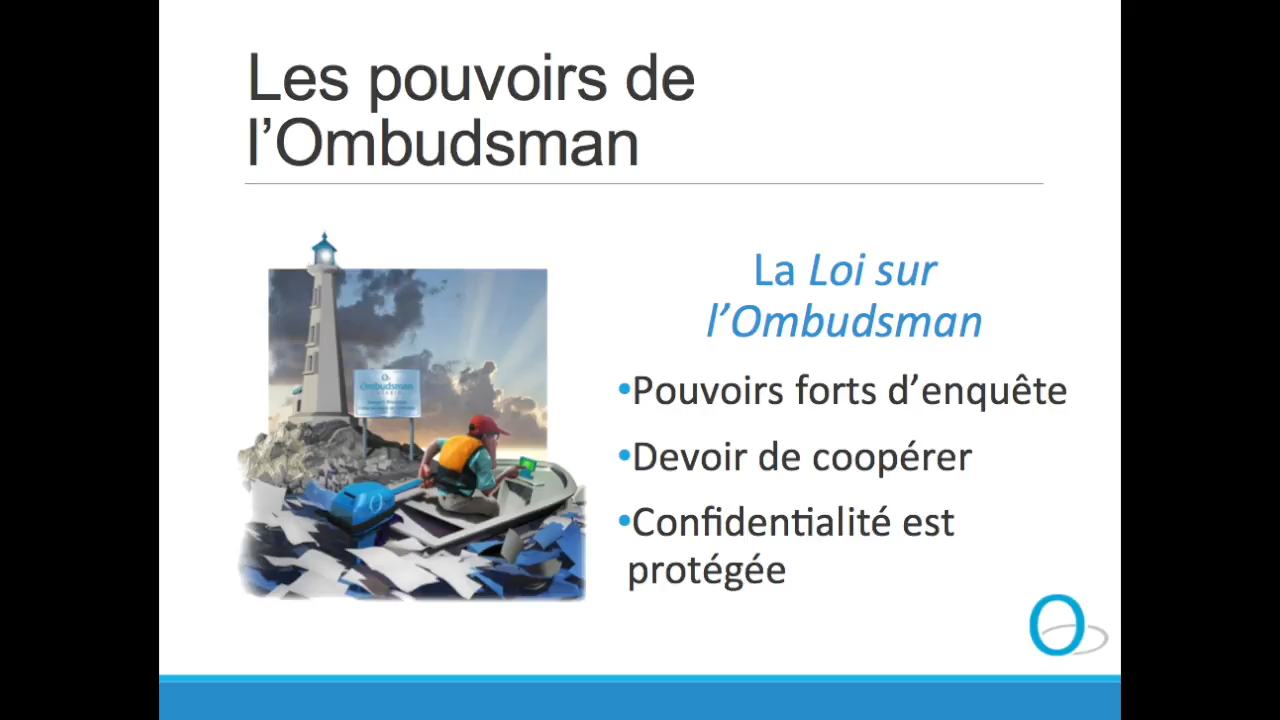 Les pouvoirs de
l’Ombudsman
La Loi sur
l’Ombudsman
•Pouvoirs forts d’enquête
•Devoir de coopérer
•Confidentialité est
protégée
Ombudsman